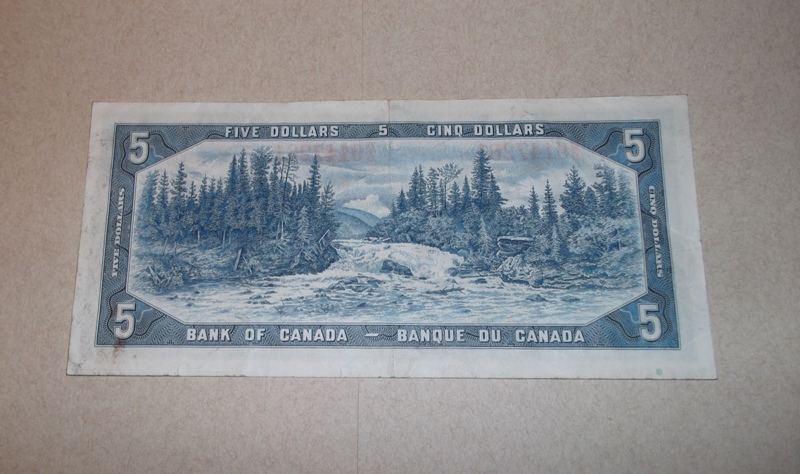 FIVE DOLLARS 5 CINQ DOLLARS
5 5
FIVE DOLLARS CINQ DOLLARS
5 5
BANK OF CANADA — BANQUE DU CANADA